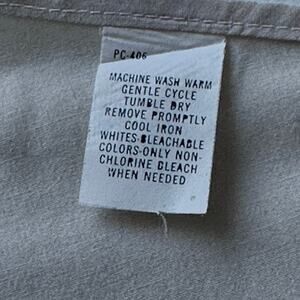 PC-406
MACHINE WASH WARM
GENTLE CYCLE
TUMBLE DRY
REMOVE PROMPTLY
COOL IRON
WHITES-BLEACHABLE
COLORS-ONLY NON-
CHLORINE BLEACH
WHEN NEEDED